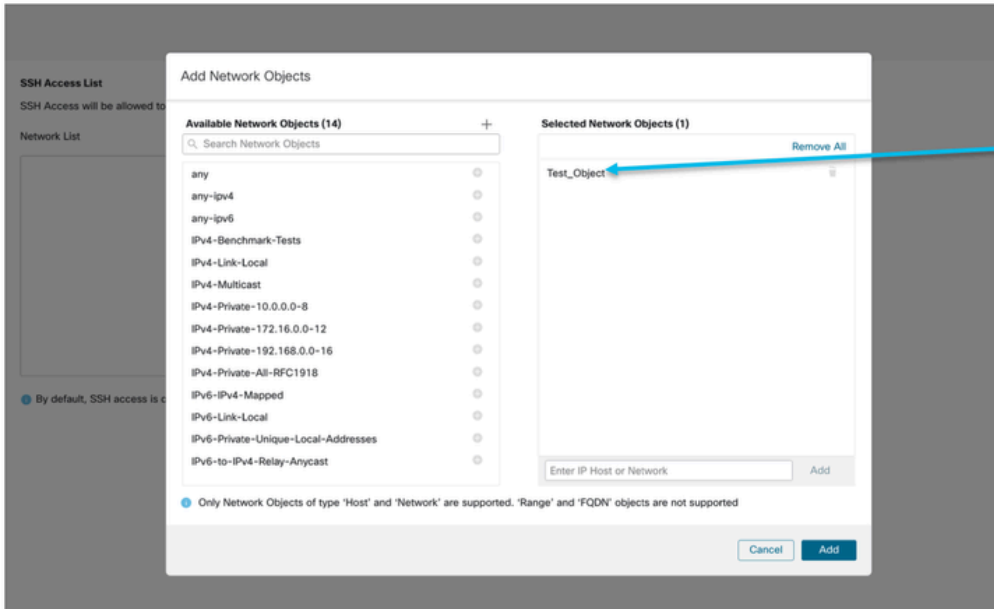 Add Network Objects
SSH Access List
SSH Access will be allowed to
Network List
Available Network Objects (14)
Search Network Objects
any
any-ipv4
any-ipv6
IPv4-Benchmark-Tests
IPv4-Link-Local
IPv4-Multicast
IPv4-Private-10.0.0.0-8
IPv4-Private-172.16.0.0-12
IPv4-Private-192.168.0.0-16
IPv4-Private-All-RFC1918
IPv6-IPv4-Mapped
IPv6-Link-Local
IPv6-Private-Unique-Local-Addresses
IPv6-to-IPv4-Relay-Anycast
Selected Network Objects (1)
Remove All
Test_Object
Enter IP Host or Network
Add
By default, SSH access is
Only Network Objects of type 'Host' and 'Network' are supported. 'Range' and 'FQDN' objects are not supported
Cancel
Add